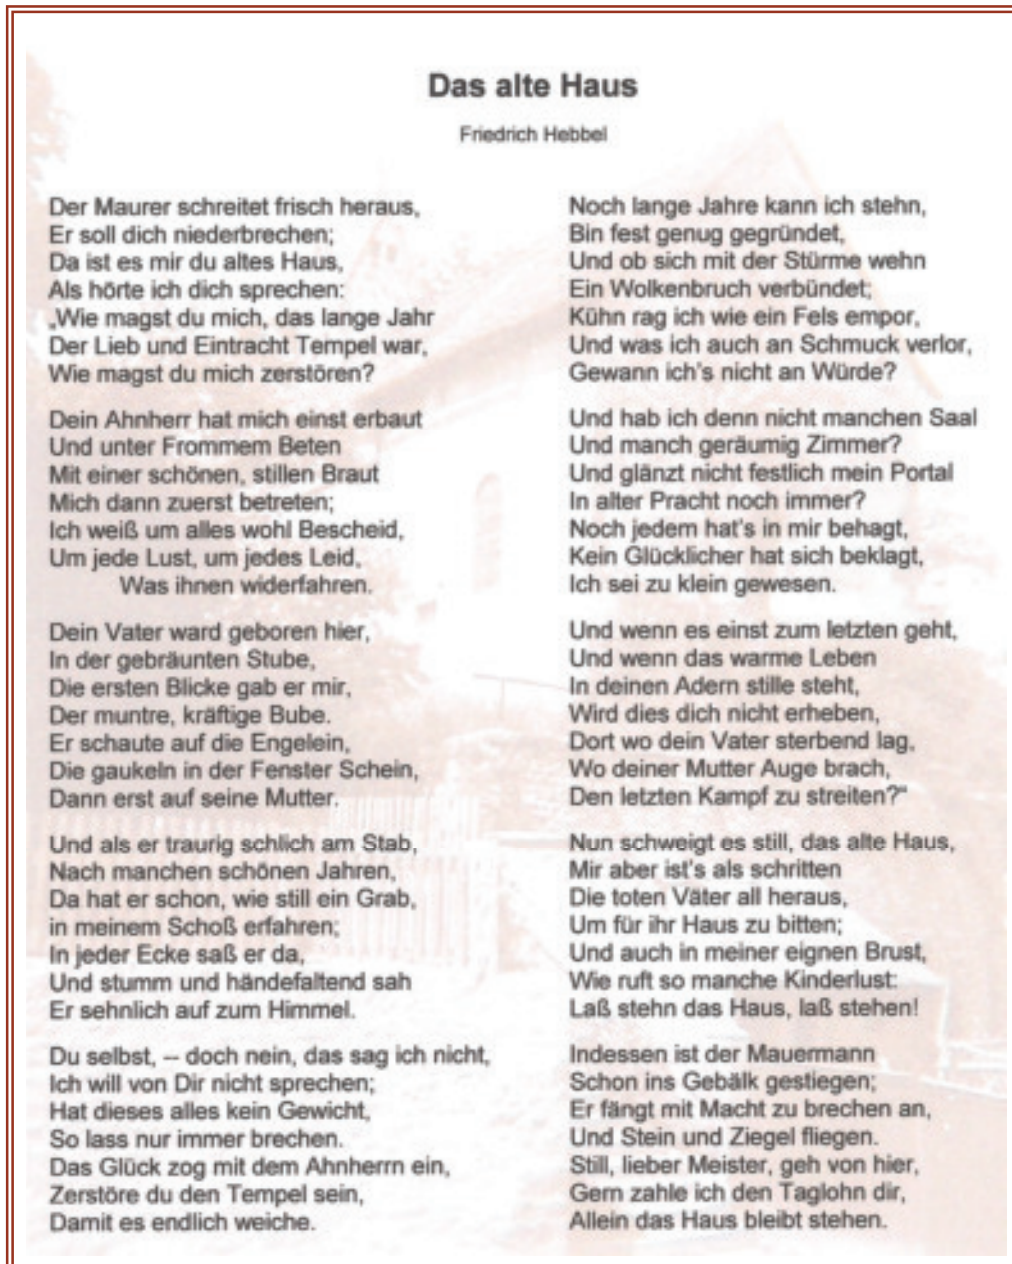 Das alte Haus
Friedrich Hebbel
Der Maurer schreitet frisch heraus,
Er soll dich niederbrechen;
Da ist es mir du altes Haus,
Als hörte ich dich sprechen:
„Wie magst du mich, das lange Jahr
Der Lieb und Eintracht Tempel war,
Wie magst du mich zerstören?
Dein Ahnherr hat mich einst erbaut
Und unter Frommem Beten
Mit einer schönen, stillen Braut
Mich dann zuerst betreten;
Ich weiß um alles wohl Bescheid,
Um jede Lust, um jedes Leid,
Was ihnen widerfahren.
Dein Vater ward geboren hier,
In der gebräunten Stube,
Die ersten Blicke gab er mir,
Der muntre, kräftige Bube.
Er schaute auf die Engelein,
Die gaukeln in der Fenster Schein,
Dann erst auf seine Mutter.
Und als er traurig schlich am Stab,
Nach manchen schönen Jahren,
Da hat er schon, wie still ein Grab,
in meinem Schoß erfahren;
In jeder Ecke saß er da,
Und stumm und händefaltend sah
Er sehnlich auf zum Himmel.
Du selbst, – doch nein, das sag ich nicht,
Ich will von Dir nicht sprechen;
Hat dieses alles kein Gewicht,
So lass nur immer brechen.
Das Glück zog mit dem Ahnherrn ein,
Zerstöre du den Tempel sein,
Damit es endlich weiche.
Noch lange Jahre kann ich stehn,
Bin fest genug gegründet,
Und ob sich mit der Stürme wehn
Ein Wolkenbruch verbündet;
Kühn rag ich wie ein Fels empor,
Und was ich auch an Schmuck verlor,
Gewann ich's nicht an Würde?
Und hab ich denn nicht manchen Saal
Und manch geräumig Zimmer?
Und glänzt nicht festlich mein Portal
In alter Pracht noch immer?
Noch jedem hat's in mir behagt,
Kein Glücklicher hat sich beklagt,
Ich sei zu klein gewesen.
Und wenn es einst zum letzten geht,
Und wenn das warme Leben
In deinen Adern stille steht,
Wird dies dich nicht erheben,
Dort wo dein Vater sterbend lag,
Wo deiner Mutter Auge brach,
Den letzten Kampf zu streiten?“
Nun schweigt es still, das alte Haus,
Mir aber ist's als schritten
Die toten Väter all heraus,
Um für ihr Haus zu bitten;
Und auch in meiner eignen Brust,
Wie ruft so manche Kinderlust:
Laß stehn das Haus, laß stehen!
Indessen ist der Mauermann
Schon ins Gebälk gestiegen;
Er fängt mit Macht zu brechen an,
Und Stein und Ziegel fliegen.
Still, lieber Meister, geh von hier,
Gern zahle ich den Taglohn dir,
Allein das Haus bleibt stehen.